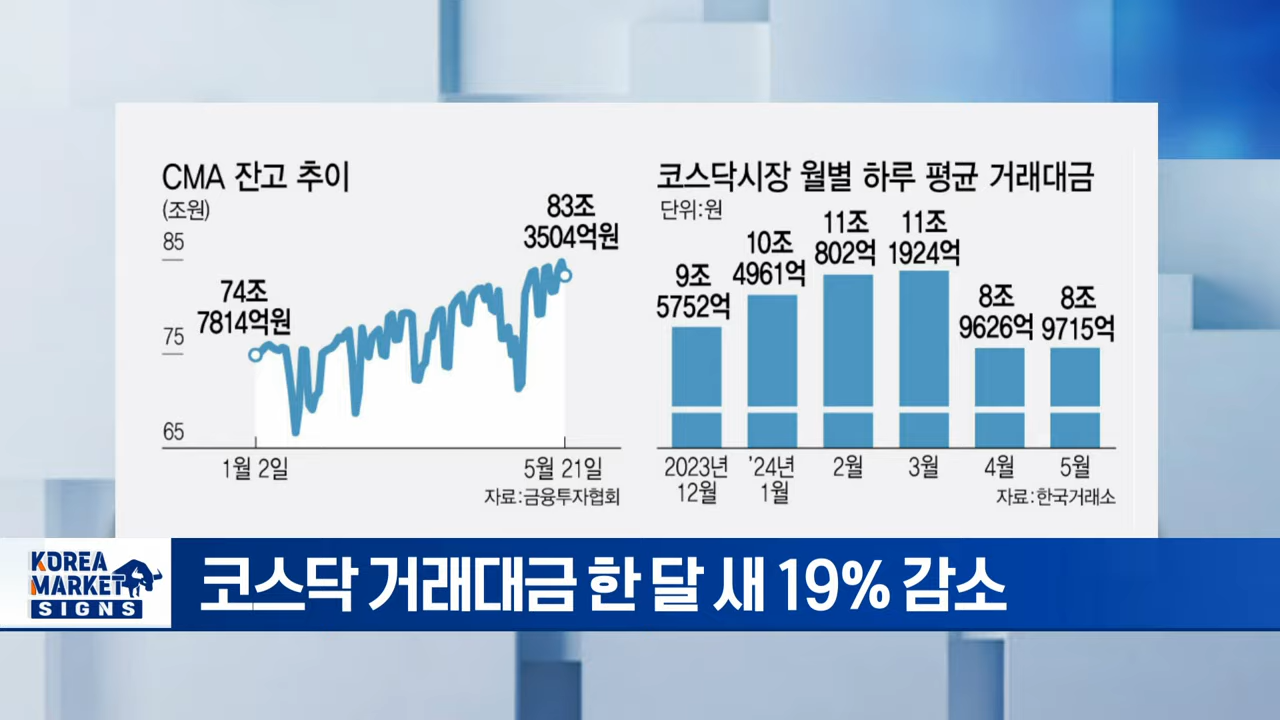 CMA 잔고 추이
(조원)
85
75
65
74조
7814억원
83조
3504억원
1월 2일
5월 21일
자료:금융투자협회
코스닥시장 월별 하루 평균 거래대금
단위:원
9조
5752억
10조
4961억
11조
802억
11조
1924억
8조
9626억
8조
9715억
2023년
12월
'24년
1월
2월
3월
4월
5월
자료:한국거래소
KOREA
MARKET
SIGNS
코스닥 거래대금 한 달 새 19% 감소